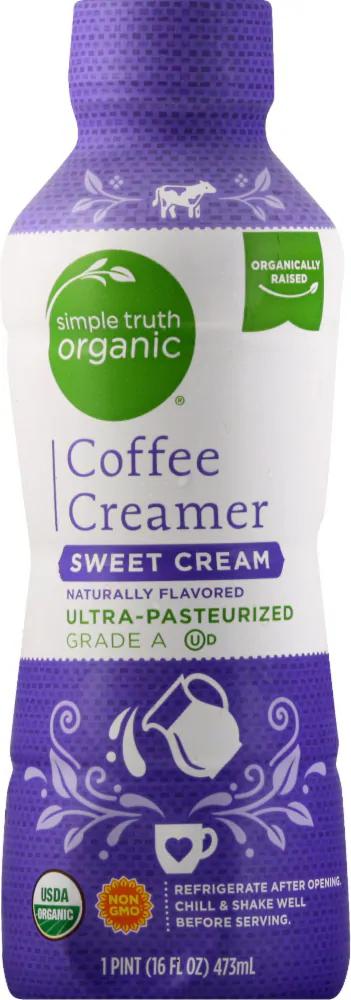 ORGANICALLY
RAISED
simple truth
organic
®
Coffee
Creamer
SWEET CREAM
NATURALLY FLAVORED
ULTRA-PASTEURIZED
GRADE A ⓊD
USDA
ORGANIC
NON
GMO
REFRIGERATE AFTER OPENING.
CHILL & SHAKE WELL
BEFORE SERVING.
1 PINT (16 FL OZ) 473mL